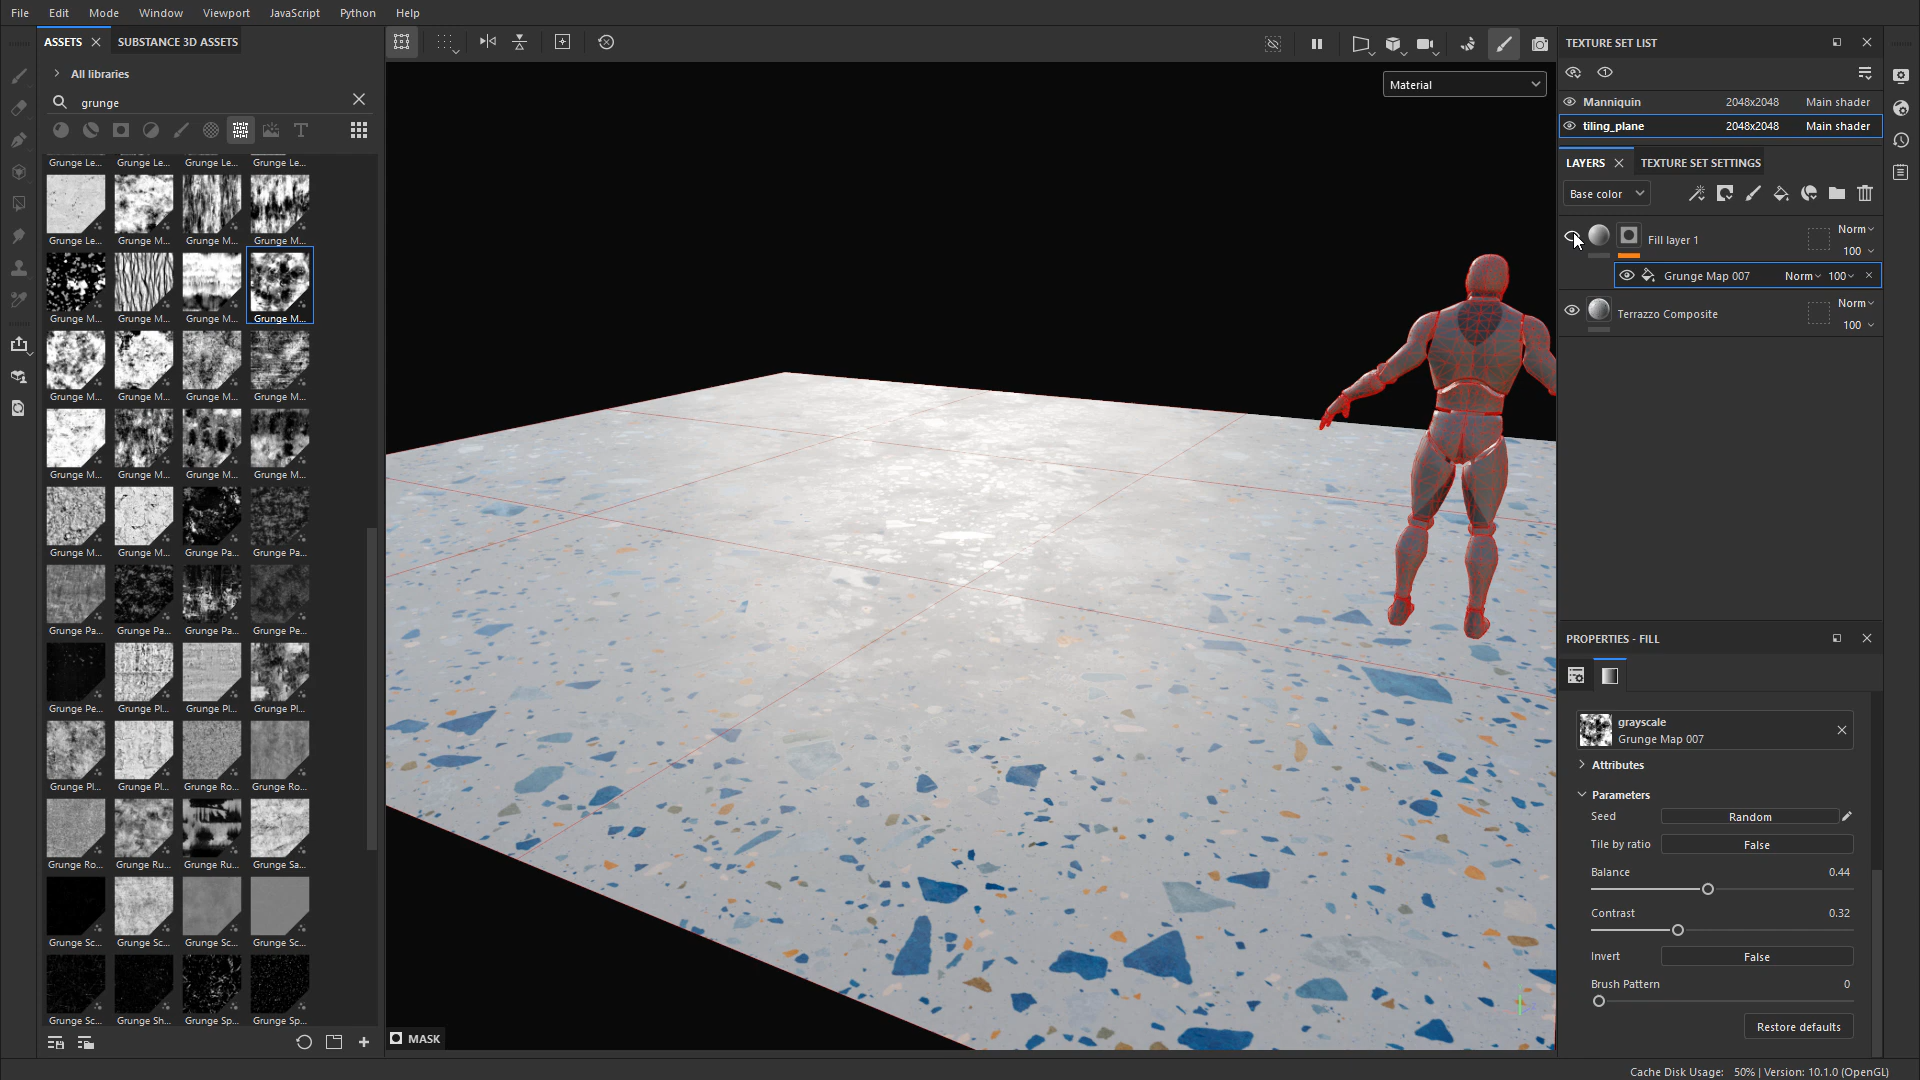 File Edit Mode Window Viewport JavaScript Python Help
ASSETS SUBSTANCE 3D ASSETS
All libraries
grunge
Grunge Le... Grunge Le... Grunge Le... Grunge Le...
Grunge Le... Grunge M... Grunge M... Grunge M...
Grunge M... Grunge M... Grunge M... Grunge M...
Grunge M... Grunge M... Grunge M... Grunge M...
Grunge M... Grunge M... Grunge M... Grunge M...
Grunge M... Grunge M... Grunge Pa... Grunge Pa...
Grunge Pa... Grunge Pa... Grunge Pa... Grunge Pe...
Grunge Pe... Grunge Pl... Grunge Pl... Grunge Pl...
Grunge Pl... Grunge Pl... Grunge Ro... Grunge Ro...
Grunge Ro... Grunge Ru... Grunge Ru... Grunge Sa...
Grunge Sc... Grunge Sc... Grunge Sc... Grunge Sc...
Grunge Sc... Grunge Sh... Grunge Sp... Grunge Sp...
Material
MASK
TEXTURE SET LIST
Manniquin 2048x2048 Main shader
tiling_plane 2048x2048 Main shader
LAYERS TEXTURE SET SETTINGS
Base color
Fill layer 1 Norm 100
Grunge Map 007 Norm 100
Terrazzo Composite Norm 100
PROPERTIES - FILL
grayscale
Grunge Map 007
Attributes
Parameters
Seed Random
Tile by ratio False
Balance 0.44
Contrast 0.32
Invert False
Brush Pattern 0
Restore defaults
Cache Disk Usage: 50% | Version: 10.1.0 (OpenGL)